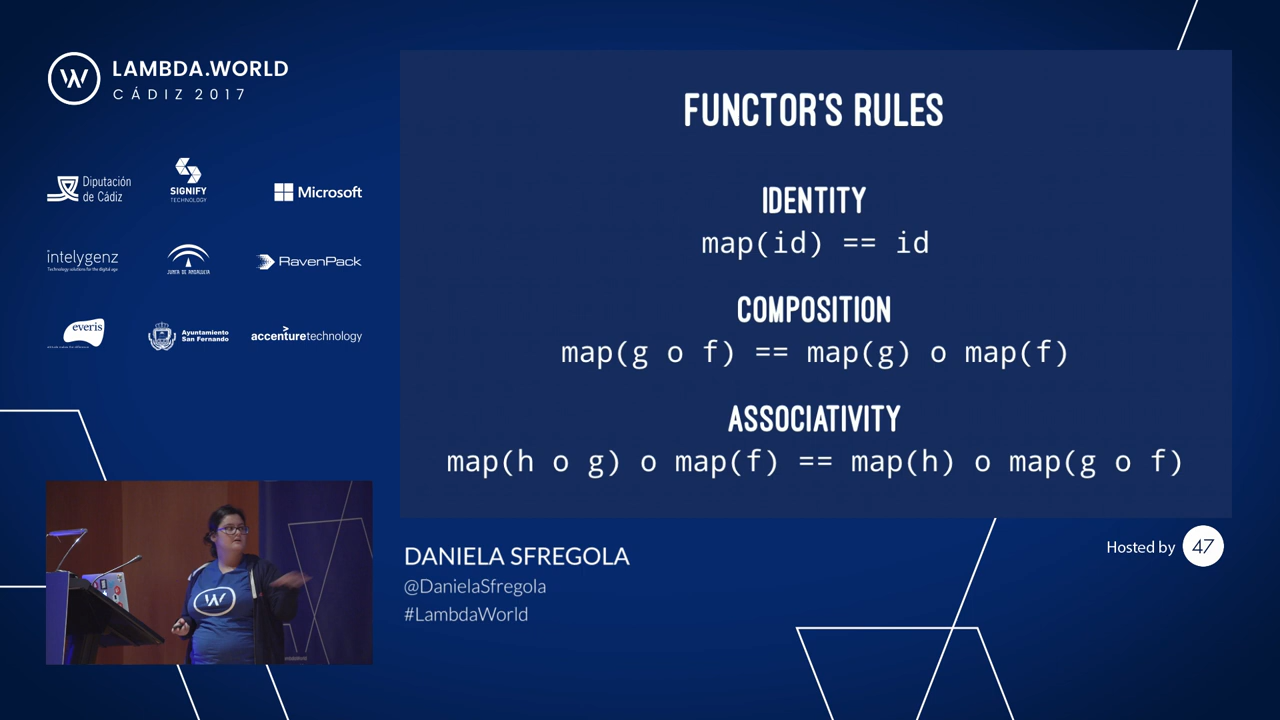 LAMBDA.WORLD
CÁDIZ 2017
Diputación
de Cádiz
SIGNIFY
TECHNOLOGY
Microsoft
intelygenz
Technology solutions for the digital age
JUNTA DE ANDALUCIA
RavenPack
everis
Ayuntamiento
San Fernando
accenturetechnology
FUNCTOR'S RULES
IDENTITY
map(id) == id
COMPOSITION
map(g o f) == map(g) o map(f)
ASSOCIATIVITY
map(h o g) o map(f) == map(h) o map(g o f)
DANIELA SFREGOLA
@DanielaSfregola
#LambdaWorld
Hosted by 47